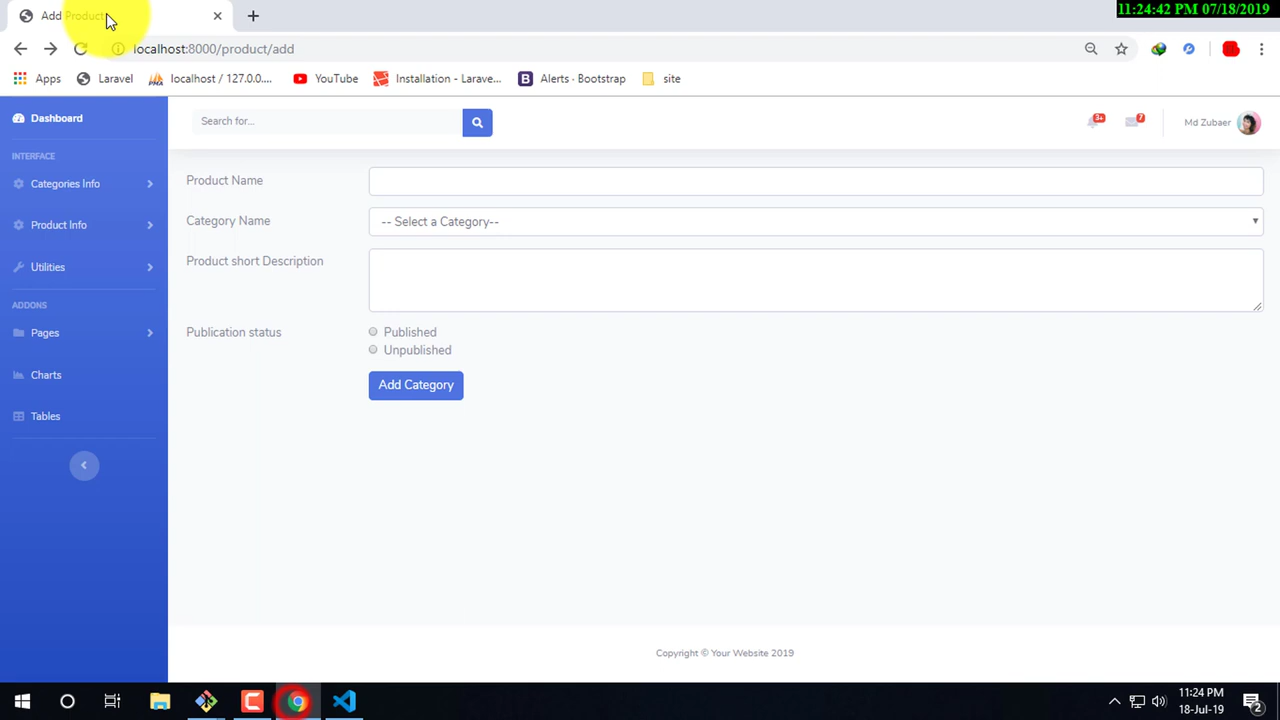 11:24:42 PM 07/18/2019
Add Product
localhost:8000/product/add
Apps
Laravel
localhost / 127.0.0....
YouTube
Installation - Larave...
B
Alerts · Bootstrap
site
Dashboard
Search for...
3+
7
Md Zubaer
INTERFACE
Categories Info
Product Info
Utilities
ADDONS
Pages
Charts
Tables
Product Name
Category Name
-- Select a Category--
Product short Description
Publication status
Published
Unpublished
Add Category
Copyright © Your Website 2019
11:24 PM
18-Jul-19
2